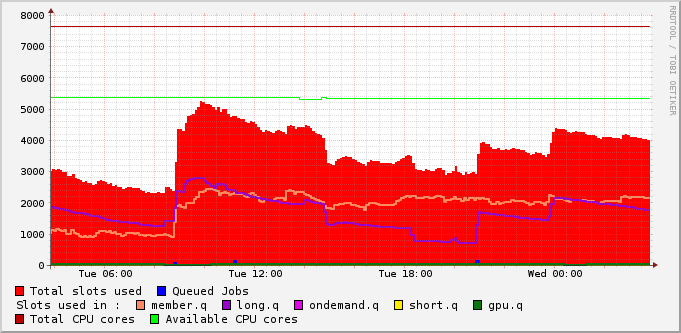 8000
7000
6000
5000
4000
3000
2000
1000
0
Tue 06:00 Tue 12:00 Tue 18:00 Wed 00:00
Total slots used Queued Jobs
Slots used in : member.q long.q ondemand.q short.q gpu.q
Total CPU cores Available CPU cores
RRDTOOL / TOBI OETIKER